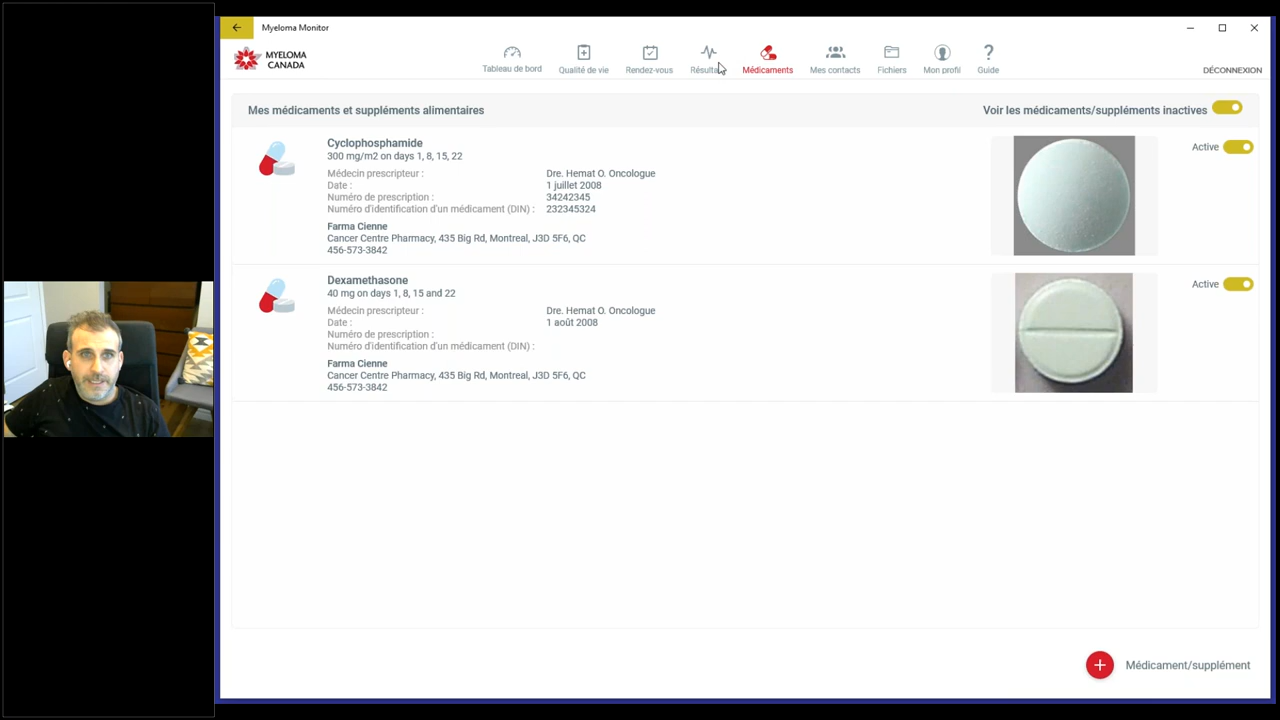 Myeloma Monitor
MYELOMA
CANADA
Tableau de bord
Qualité de vie
Rendez-vous
Résulta
Médicaments
Mes contacts
Fichiers
Mon profil
Guide
DÉCONNEXION
Mes médicaments et suppléments alimentaires
Voir les médicaments/suppléments inactives
Cyclophosphamide
300 mg/m2 on days 1, 8, 15, 22
Médecin prescripteur : Dre. Hemat O. Oncologue
Date : 1 juillet 2008
Numéro de prescription : 34242345
Numéro d'identification d'un médicament (DIN) : 232345324
Farma Cienne
Cancer Centre Pharmacy, 435 Big Rd, Montreal, J3D 5F6, QC
456-573-3842
Active
Dexamethasone
40 mg on days 1, 8, 15 and 22
Médecin prescripteur : Dre. Hemat O. Oncologue
Date : 1 août 2008
Numéro de prescription :
Numéro d'identification d'un médicament (DIN) :
Farma Cienne
Cancer Centre Pharmacy, 435 Big Rd, Montreal, J3D 5F6, QC
456-573-3842
Active
Médicament/supplément